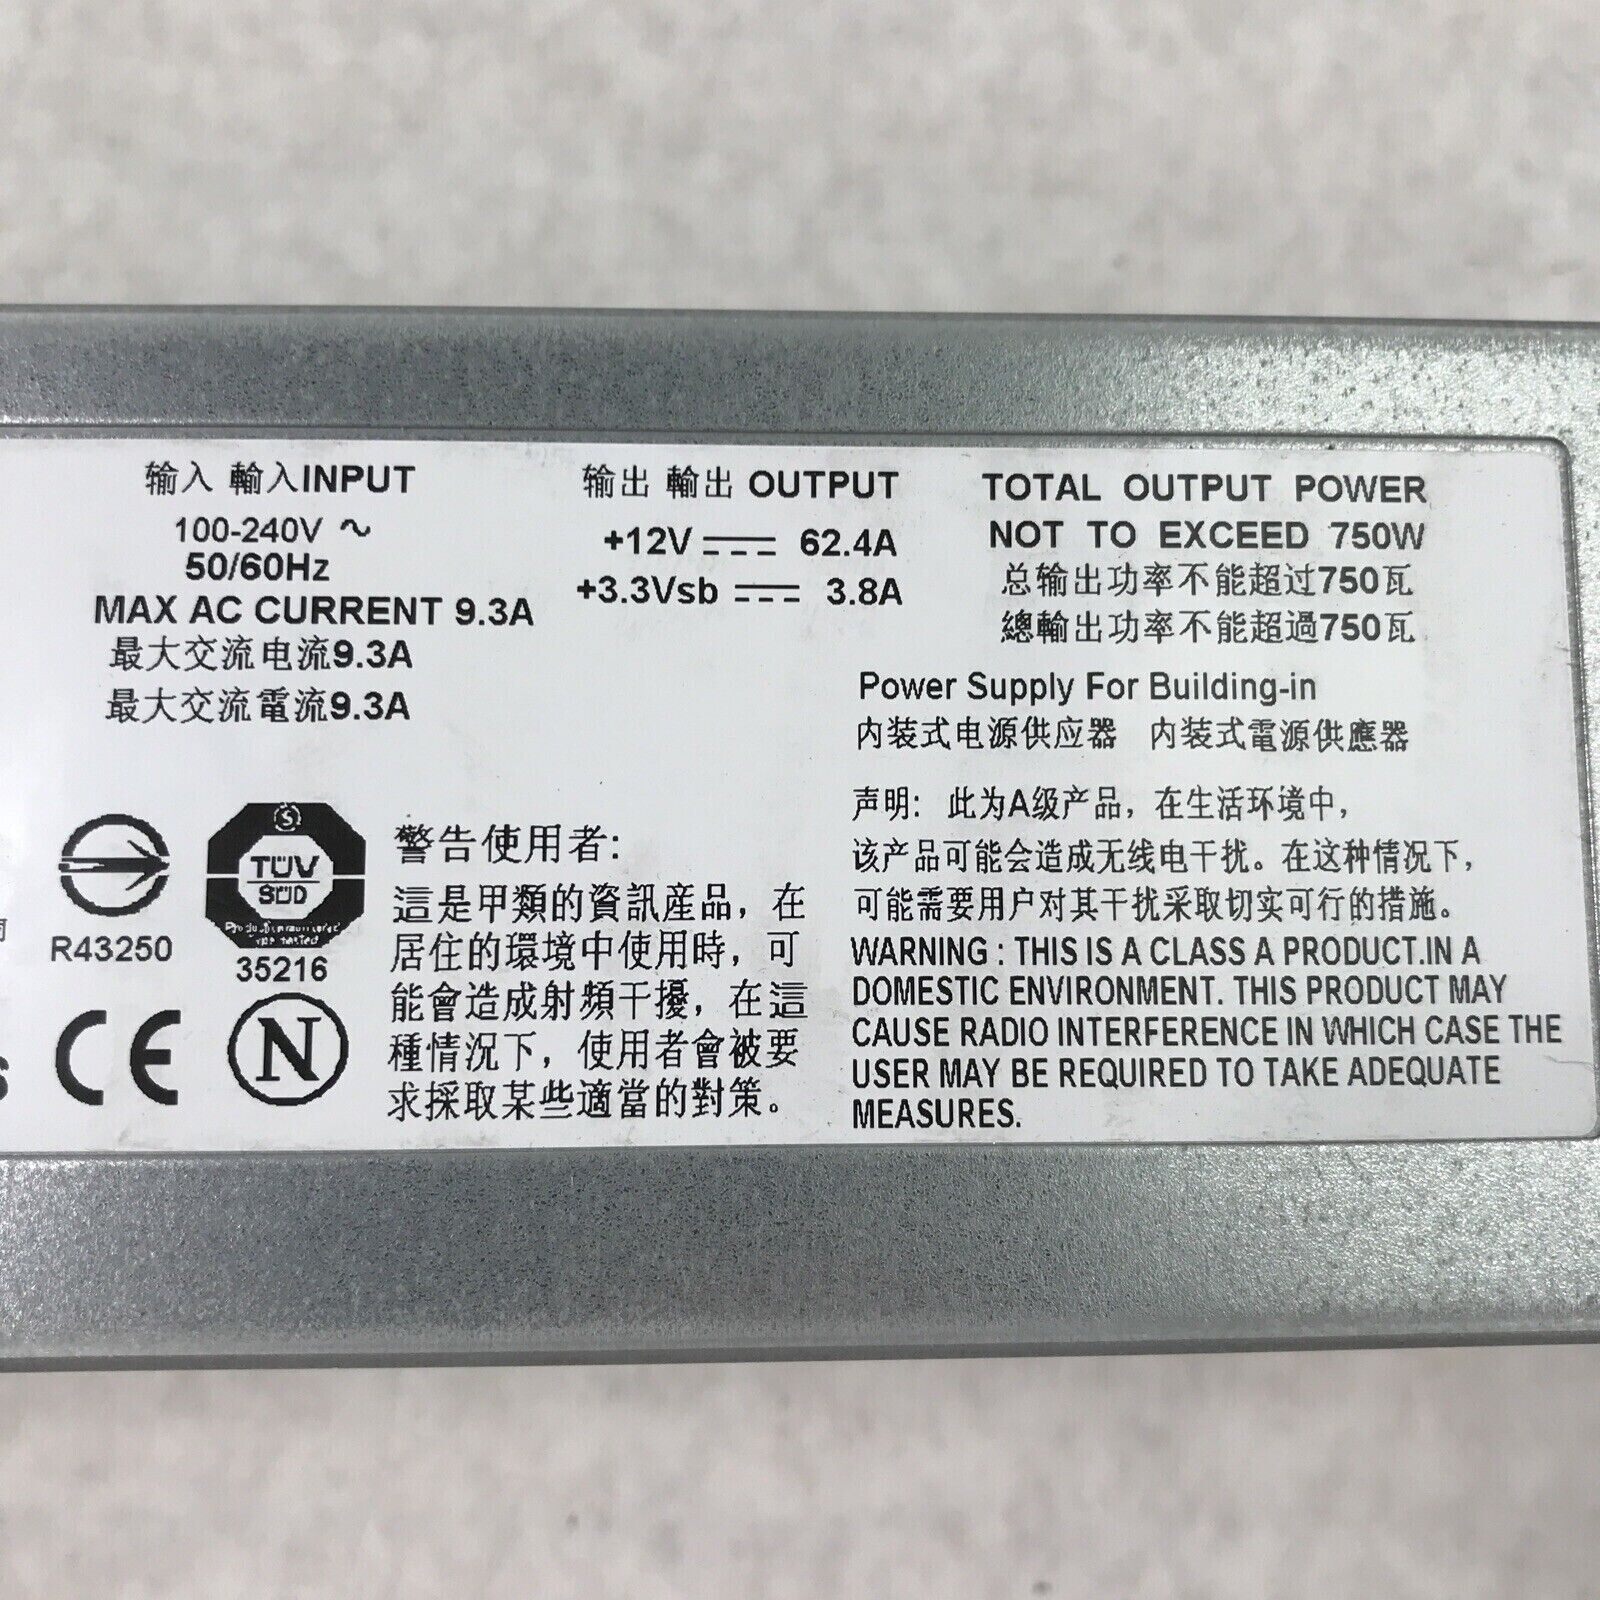 输入 輸入INPUT
100-240V ~
50/60Hz
MAX AC CURRENT 9.3A
最大交流电流9.3A
最大交流電流9.3A
输出 輸出 OUTPUT
+12V 62.4A
+3.3Vsb 3.8A
TOTAL OUTPUT POWER
NOT TO EXCEED 750W
总输出功率不能超过750瓦
總輸出功率不能超過750瓦
Power Supply For Building-in
内装式电源供应器 内装式電源供應器
R43250
S
TÜV
SÜD
35216
CE
N
警告使用者:
這是甲類的資訊産品，在
居住的環境中使用時，可
能會造成射頻干擾，在這
種情況下，使用者會被要
求採取某些適當的對策。
声明: 此为A级产品，在生活环境中，
该产品可能会造成无线电干扰。在这种情况下，
可能需要用户对其干扰采取切实可行的措施。
WARNING : THIS IS A CLASS A PRODUCT.IN A
DOMESTIC ENVIRONMENT. THIS PRODUCT MAY
CAUSE RADIO INTERFERENCE IN WHICH CASE THE
USER MAY BE REQUIRED TO TAKE ADEQUATE
MEASURES.